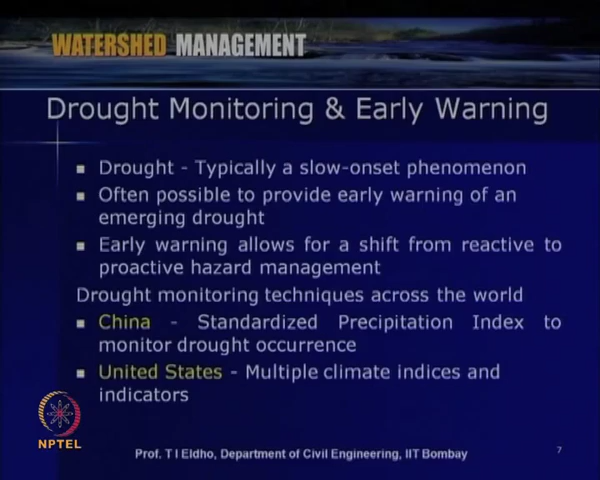 WATERSHED MANAGEMENT
Drought Monitoring & Early Warning
▪ Drought - Typically a slow-onset phenomenon
▪ Often possible to provide early warning of an
emerging drought
▪ Early warning allows for a shift from reactive to
proactive hazard management
Drought monitoring techniques across the world
▪ China - Standardized Precipitation Index to
monitor drought occurrence
▪ United States - Multiple climate indices and
indicators
NPTEL
Prof. T I Eldho, Department of Civil Engineering, IIT Bombay
7